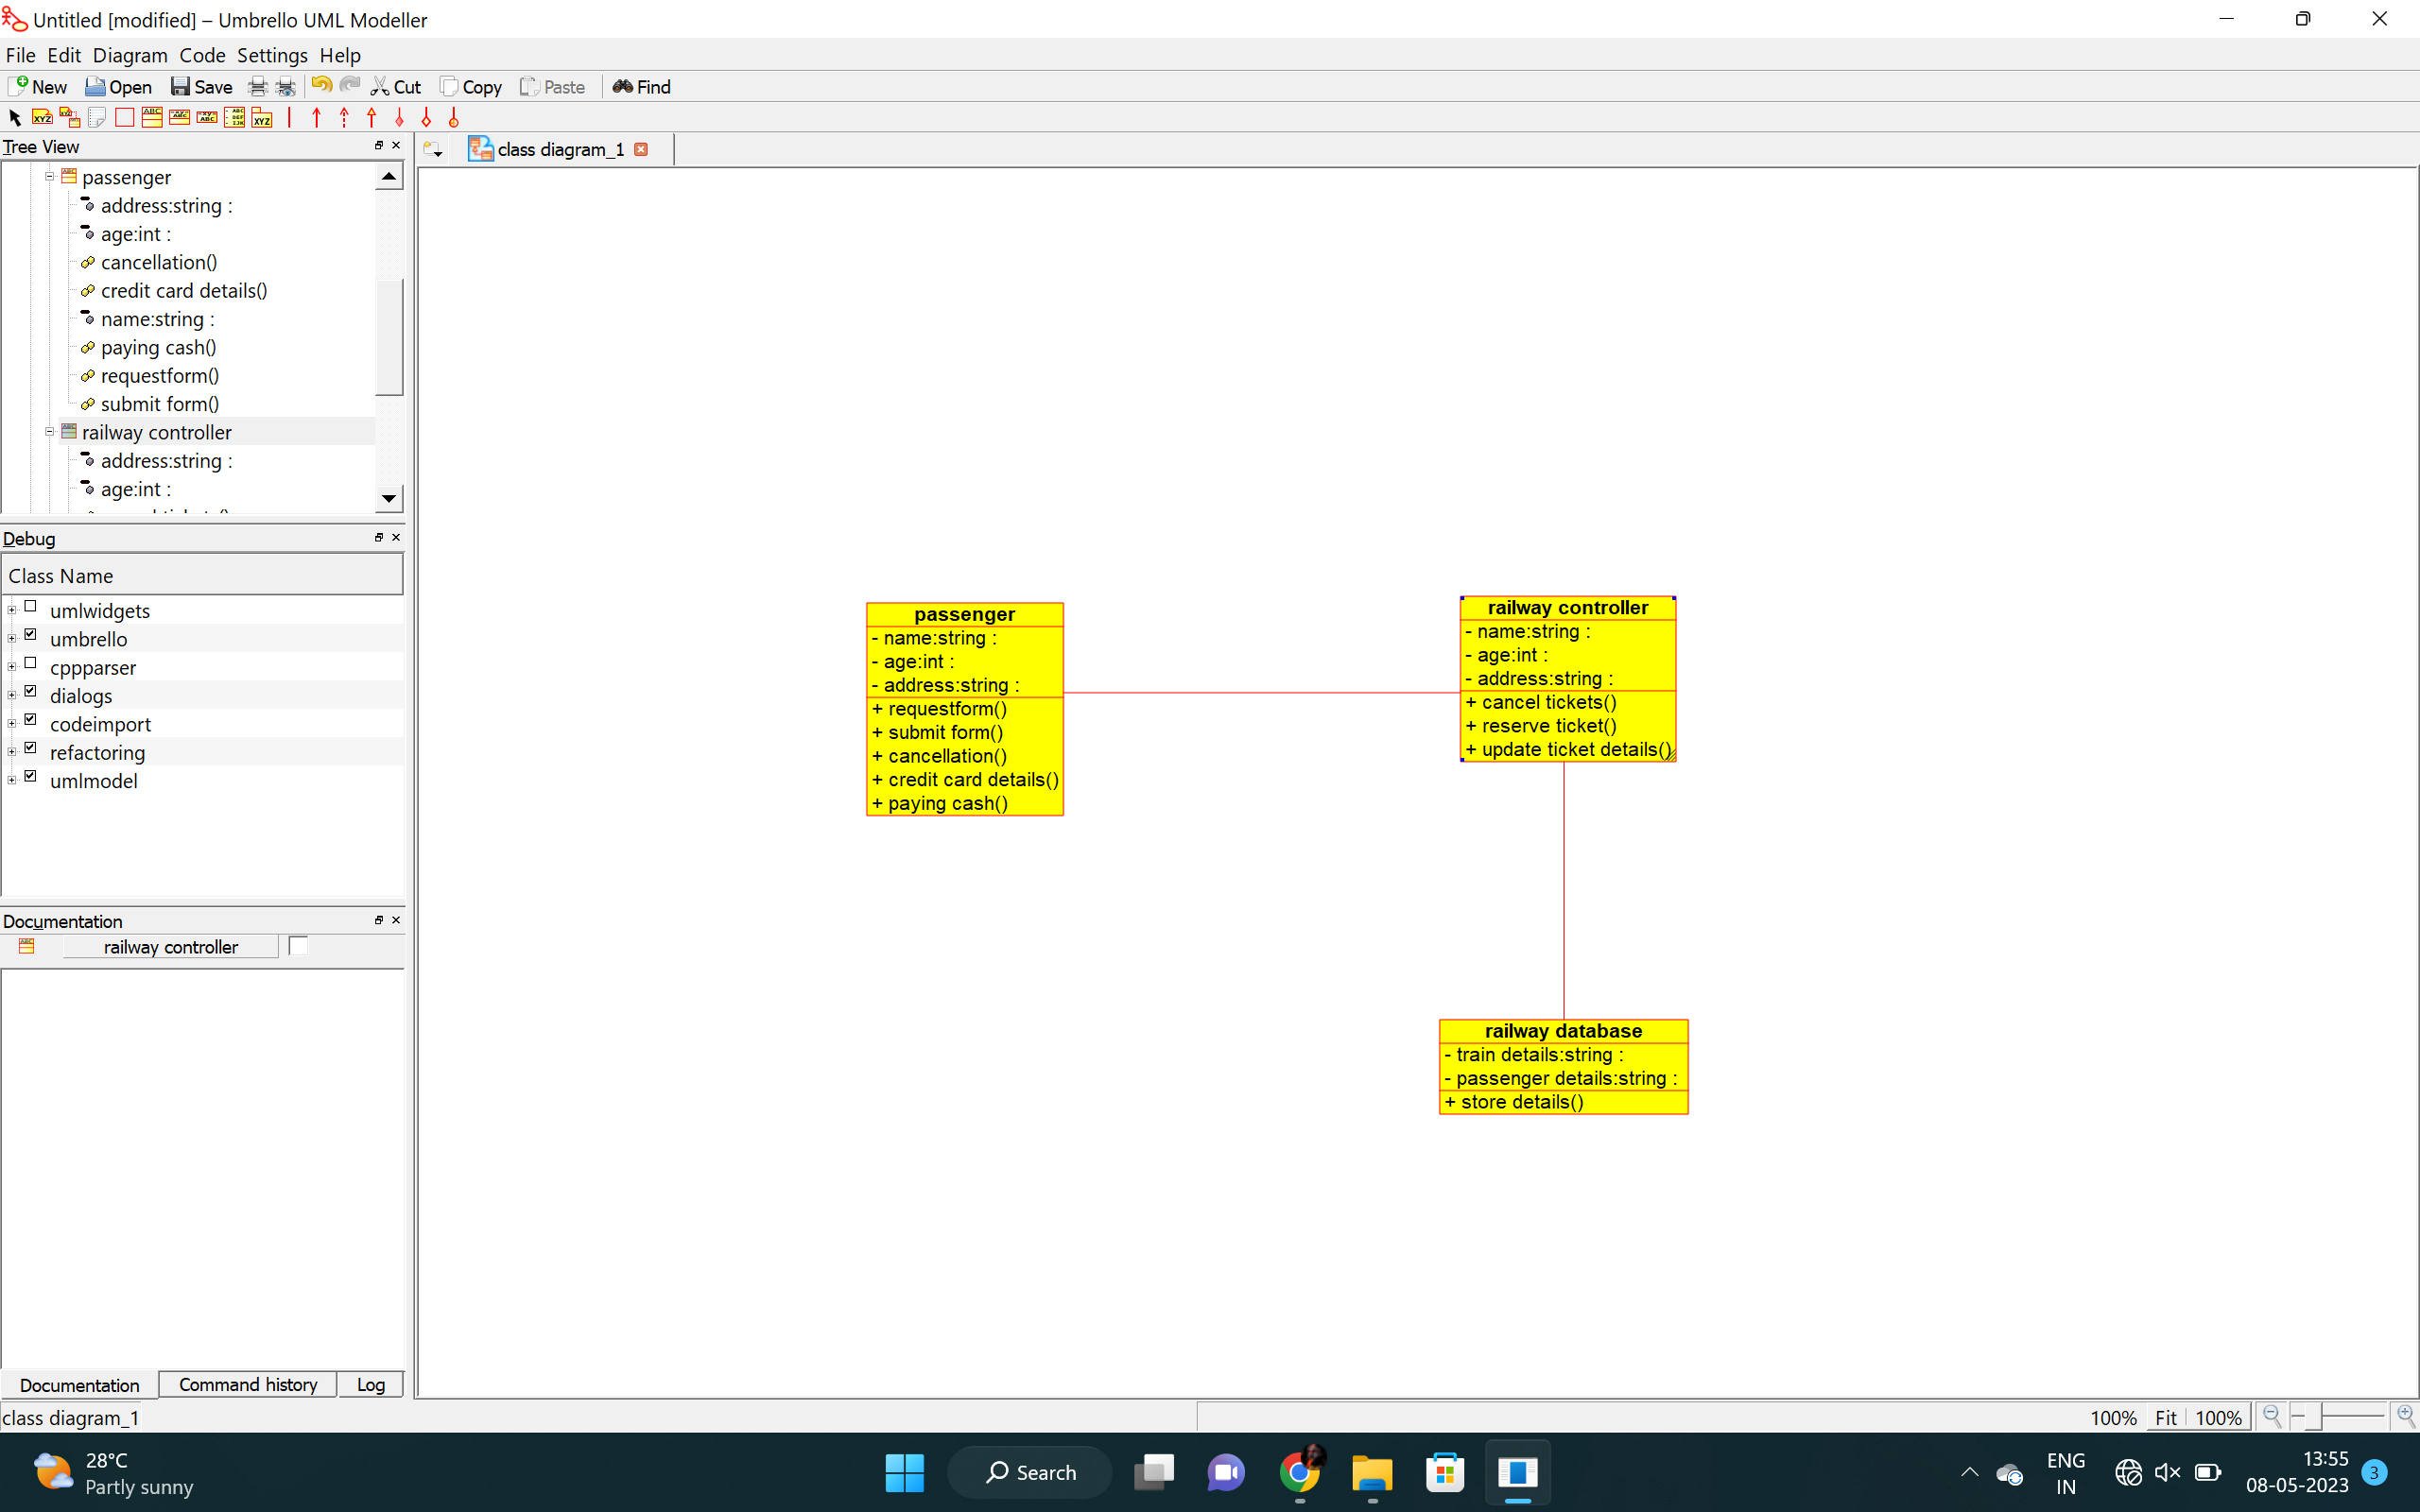 Untitled [modified] – Umbrello UML Modeller
File Edit Diagram Code Settings Help
New Open Save Cut Copy Paste Find
Tree View
class diagram_1
passenger
address:string :
age:int :
cancellation()
credit card details()
name:string :
paying cash()
requestform()
submit form()
railway controller
address:string :
age:int :
Debug
Class Name
umlwidgets
umbrello
cppparser
dialogs
codeimport
refactoring
umlmodel
Documentation
railway controller
Documentation Command history Log
passenger
- name:string :
- age:int :
- address:string :
+ requestform()
+ submit form()
+ cancellation()
+ credit card details()
+ paying cash()
railway controller
- name:string :
- age:int :
- address:string :
+ cancel tickets()
+ reserve ticket()
+ update ticket details()
railway database
- train details:string :
- passenger details:string :
+ store details()
class diagram_1
100% Fit 100%
28°C
Partly sunny
Search
ENG
IN
13:55
08-05-2023
3